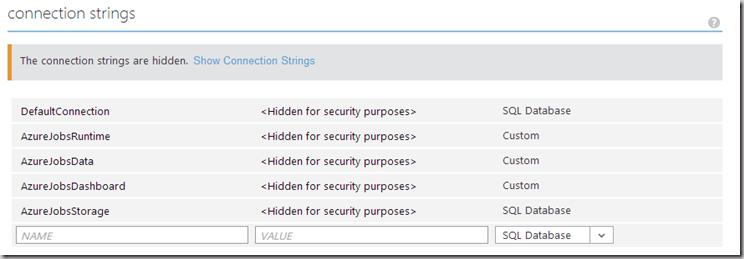 connection strings
?
The connection strings are hidden. Show Connection Strings
DefaultConnection <Hidden for security purposes> SQL Database
AzureJobsRuntime <Hidden for security purposes> Custom
AzureJobsData <Hidden for security purposes> Custom
AzureJobsDashboard <Hidden for security purposes> Custom
AzureJobsStorage <Hidden for security purposes> SQL Database
NAME VALUE SQL Database